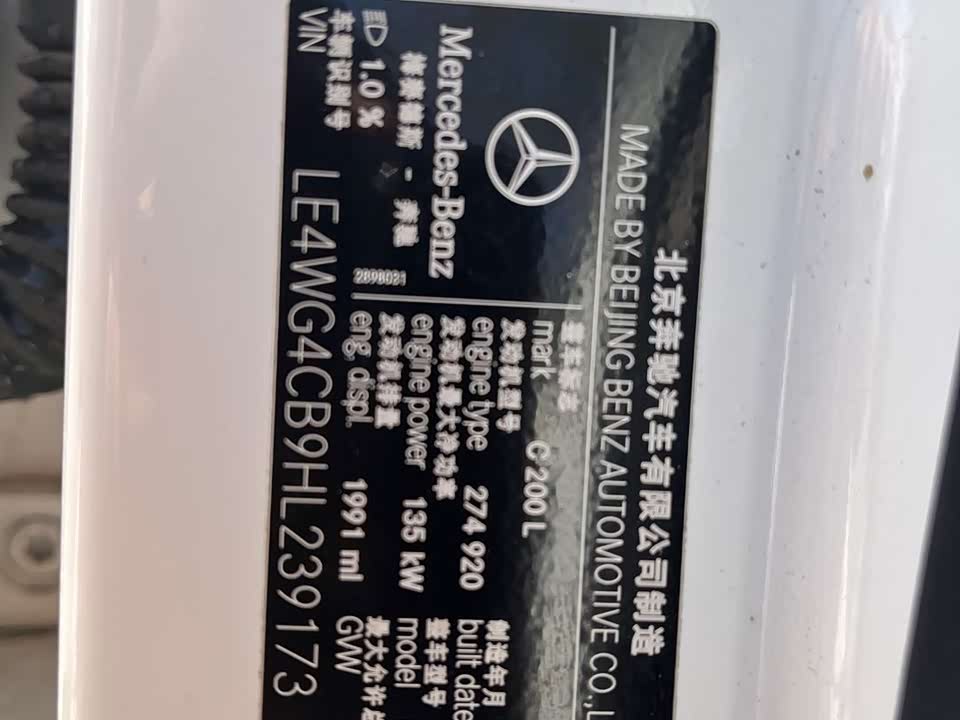 北京奔驰汽车有限公司制造
MADE BY BEIJING BENZ AUTOMOTIVE CO.,L
Mercedes-Benz
梅赛德斯 - 奔驰
1.0 %
2898021
整车标志
mark C 200 L
发动机型号
engine type 274 920
发动机最大净功率
engine power 135 kW
发动机排量
eng. displ. 1991 ml
制造年月
built date
整车型号
model
最大允许总
GVW
车辆识别号
VIN LE4WG4CB9HL239173